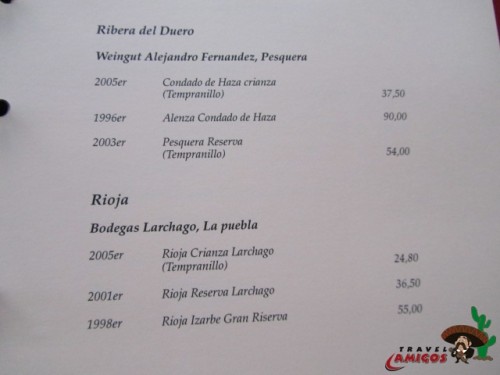 Ribera del Duero
Weingut Alejandro Fernandez, Pesquera
2005er Condado de Haza crianza
(Tempranillo) 37,50
1996er Alenza Condado de Haza 90,00
2003er Pesquera Reserva
(Tempranillo) 54,00
Rioja
Bodegas Larchago, La puebla
2005er Rioja Crianza Larchago 24,80
(Tempranillo)
2001er Rioja Reserva Larchago 36,50
1998er Rioja Izarbe Gran Riserva 55,00
TRAVEL
CAMIGOS